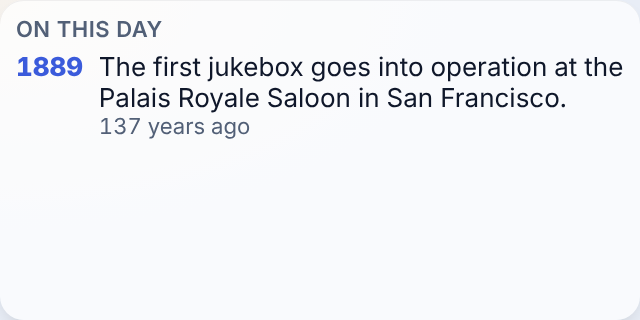 ON THIS DAY
1889 The first jukebox goes into operation at the
Palais Royale Saloon in San Francisco.
137 years ago